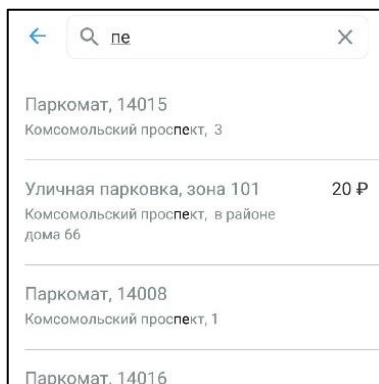 пе
Паркомат, 14015
Комсомольский проспект, 3
Уличная парковка, зона 101 20 ₽
Комсомольский проспект, в районе
дома 66
Паркомат, 14008
Комсомольский проспект, 1
Паркомат, 14016